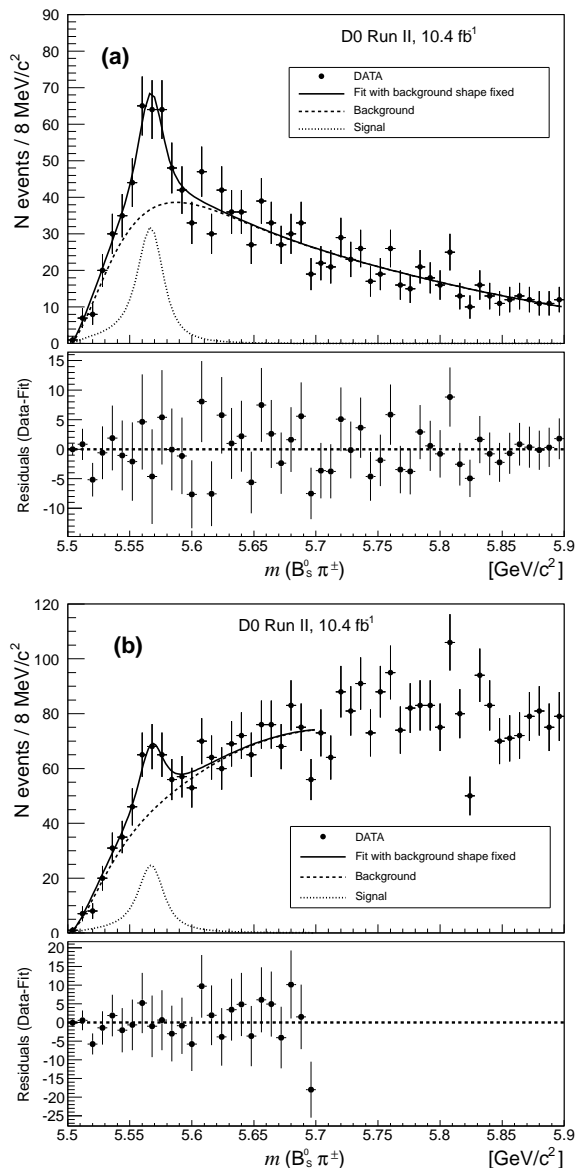 D0 Run II, 10.4 fb-1
(a)
DATA
Fit with background shape fixed
Background
Signal
N events / 8 MeV/c2
80
70
60
50
40
30
20
10
0
Residuals (Data-Fit)
15
10
5
0
-5
-10
5.5 5.55 5.6 5.65 5.7 5.75 5.8 5.85 5.9
m (B0s π±) [GeV/c2]
D0 Run II, 10.4 fb-1
(b)
N events / 8 MeV/c2
120
100
80
60
40
20
0
DATA
Fit with background shape fixed
Background
Signal
Residuals (Data-Fit)
20
15
10
5
0
-5
-10
-15
-20
-25
5.5 5.55 5.6 5.65 5.7 5.75 5.8 5.85 5.9
m (B0s π±) [GeV/c2]